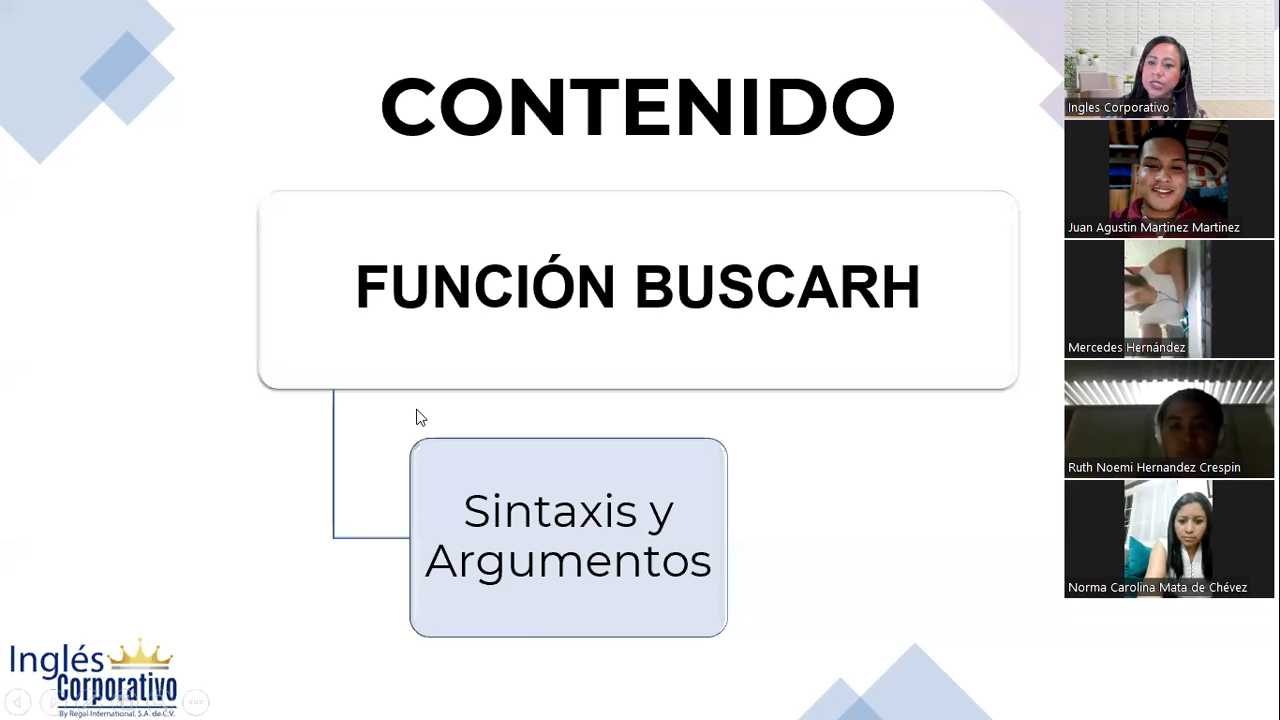 CONTENIDO
FUNCIÓN BUSCARH
Sintaxis y
Argumentos
Inglés
Corporativo
By Regal International, S.A. de C.V.
Ingles Corporativo
Juan Agustin Martínez Martinez
Mercedes Hernández
Ruth Noemi Hernandez Crespin
Norma Carolina Mata de Chévez